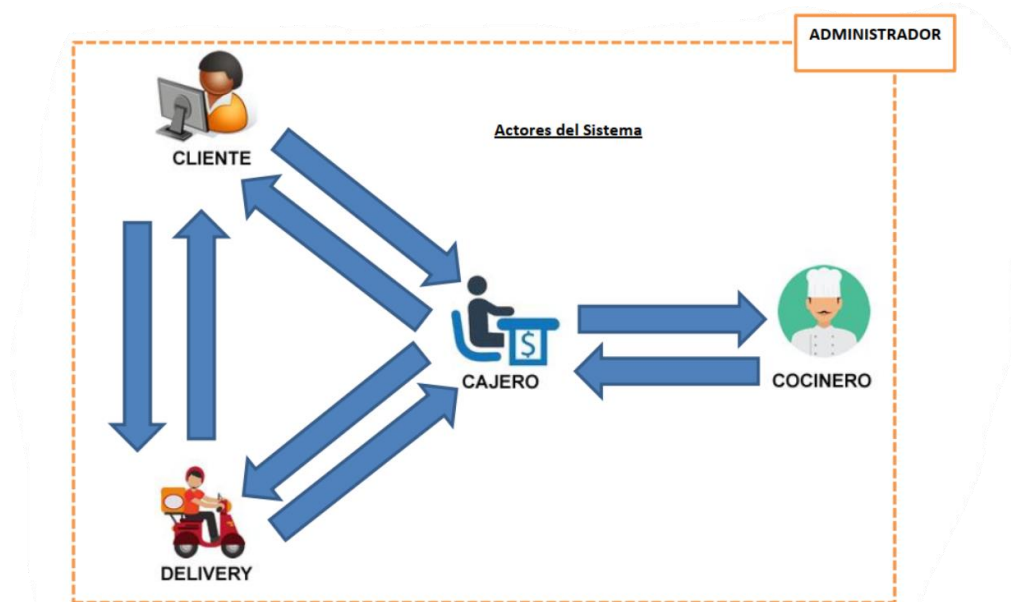 ADMINISTRADOR
Actores del Sistema
CLIENTE
$
CAJERO
COCINERO
DELIVERY